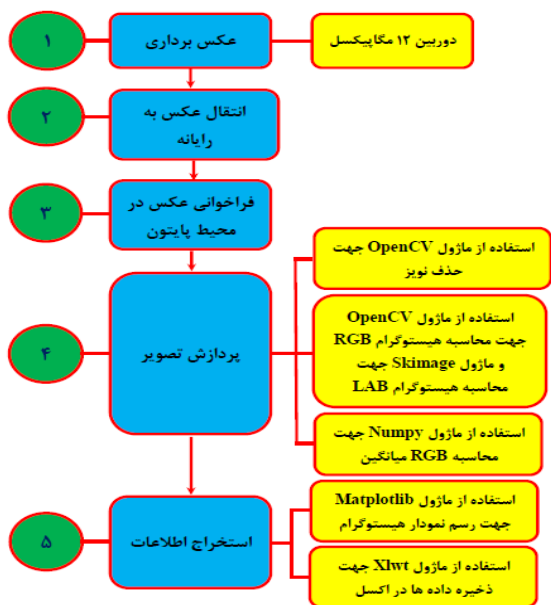 ۱
عکس برداری
دوربین ۱۲ مگاپیکسل
۲
انتقال عکس به
رایانه
۳
فراخوانی عکس در
محیط پایتون
۴
پردازش تصویر
استفاده از ماژول OpenCV جهت
حذف نویز
استفاده از ماژول OpenCV
جهت محاسبه هیستوگرام RGB
و ماژول Skimage جهت
محاسبه هیستوگرام LAB
استفاده از ماژول Numpy جهت
محاسبه RGB میانگین
۵
استخراج اطلاعات
استفاده از ماژول Matplotlib
جهت رسم نمودار هیستوگرام
استفاده از ماژول Xlwt جهت
ذخیره داده ها در اکسل